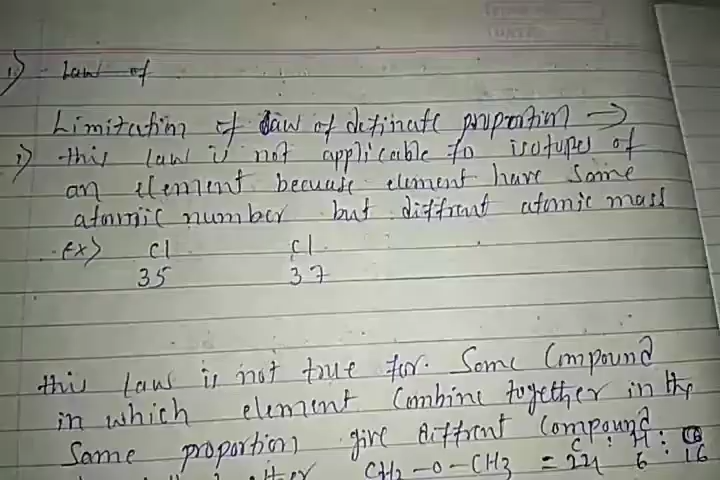 1) Law of
Limitation of Law of definate proportion →
1) this law is not applicable to isotopes of
an element because element have same
atomic number but diffrent atomic mass
ex> Cl Cl
35 37
this law is not true for some Compound
in which element Combine together in the
Same proportion give diffrent Compound
C : H : O
CH3 - O - CH3 = 24 6 16